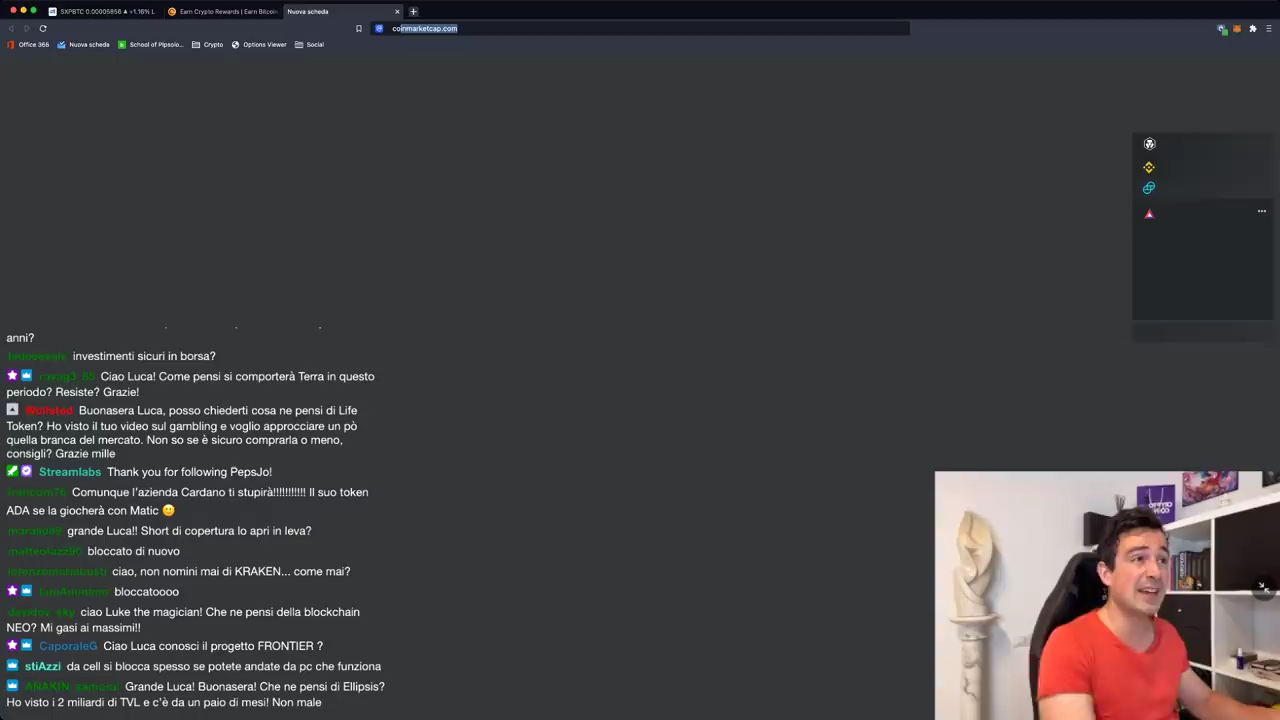 SXPBTC 0.00005856 ▲ +1.16% L
Earn Crypto Rewards | Earn Bitcoin
Nuova scheda
coinmarketcap.com
Office 365
Nuova scheda
School of Pipsolo...
Crypto
Options Viewer
Social
anni?
investimenti sicuri in borsa?
Ciao Luca! Come pensi si comporterà Terra in questo
periodo? Resiste? Grazie!
Wulfsted Buonasera Luca, posso chiederti cosa ne pensi di Life
Token? Ho visto il tuo video sul gambling e voglio approcciare un pò
quella branca del mercato. Non so se è sicuro comprarla o meno,
consigli? Grazie mille
Streamlabs Thank you for following PepsJo!
Comunque l'azienda Cardano ti stupirà!!!!!!!!!!! Il suo token
ADA se la giocherà con Matic 🙂
grande Luca!! Short di copertura lo apri in leva?
bloccato di nuovo
ciao, non nomini mai di KRAKEN... come mai?
bloccatoooo
davidov_sky ciao Luke the magician! Che ne pensi della blockchain
NEO? Mi gasi ai massimi!!
CaporaleG Ciao Luca conosci il progetto FRONTIER ?
stiAzzi da cell si blocca spesso se potete andate da pc che funziona
Grande Luca! Buonasera! Che ne pensi di Ellipsis?
Ho visto i 2 miliardi di TVL e c'è da un paio di mesi! Non male